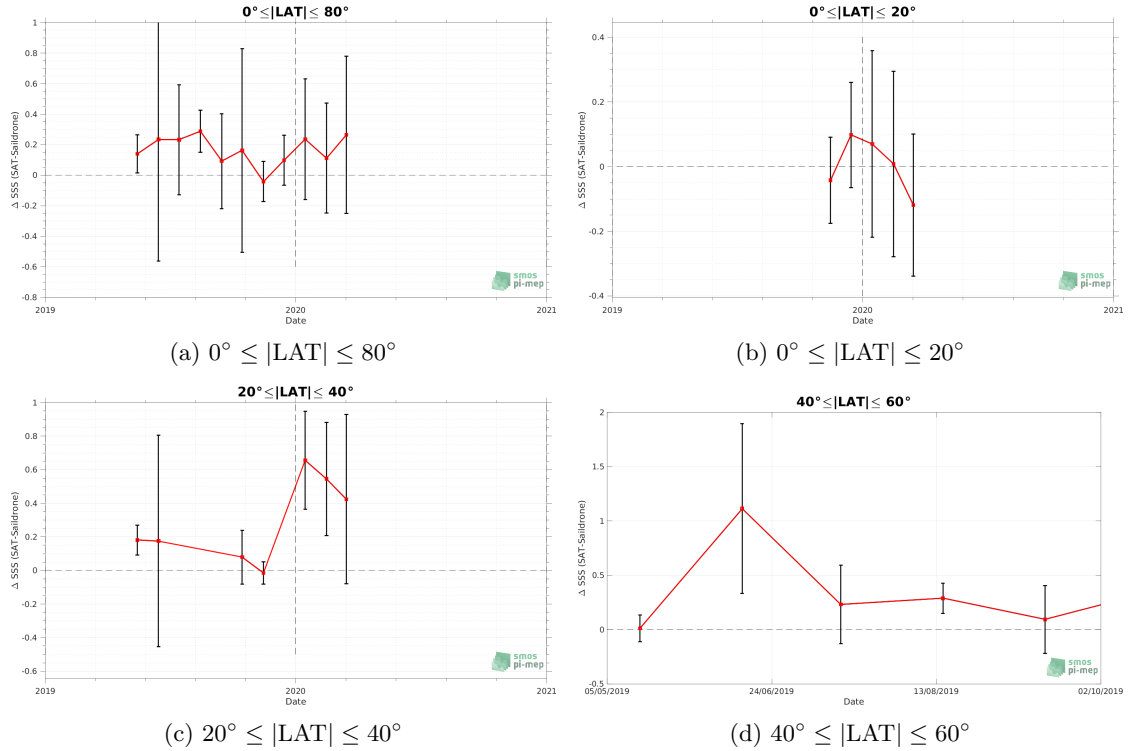 0°≤|LAT|≤ 80°
Δ SSS (SAT-Saildrone)
1
0.8
0.6
0.4
0.2
0
-0.2
-0.4
-0.6
-0.8
2019
2020
2021
Date
smos
pi-mep
(a) 0° ≤ |LAT| ≤ 80°
0°≤|LAT|≤ 20°
Δ SSS (SAT-Saildrone)
0.4
0.2
0
-0.2
-0.4
2019
2020
2021
Date
smos
pi-mep
(b) 0° ≤ |LAT| ≤ 20°
20°≤|LAT|≤ 40°
Δ SSS (SAT-Saildrone)
1
0.8
0.6
0.4
0.2
0
-0.2
-0.4
-0.6
2019
2020
2021
Date
smos
pi-mep
(c) 20° ≤ |LAT| ≤ 40°
40°≤|LAT|≤ 60°
Δ SSS (SAT-Saildrone)
2
1.5
1
0.5
0
-0.5
05/05/2019
24/06/2019
13/08/2019
02/10/2019
Date
smos
pi-mep
(d) 40° ≤ |LAT| ≤ 60°